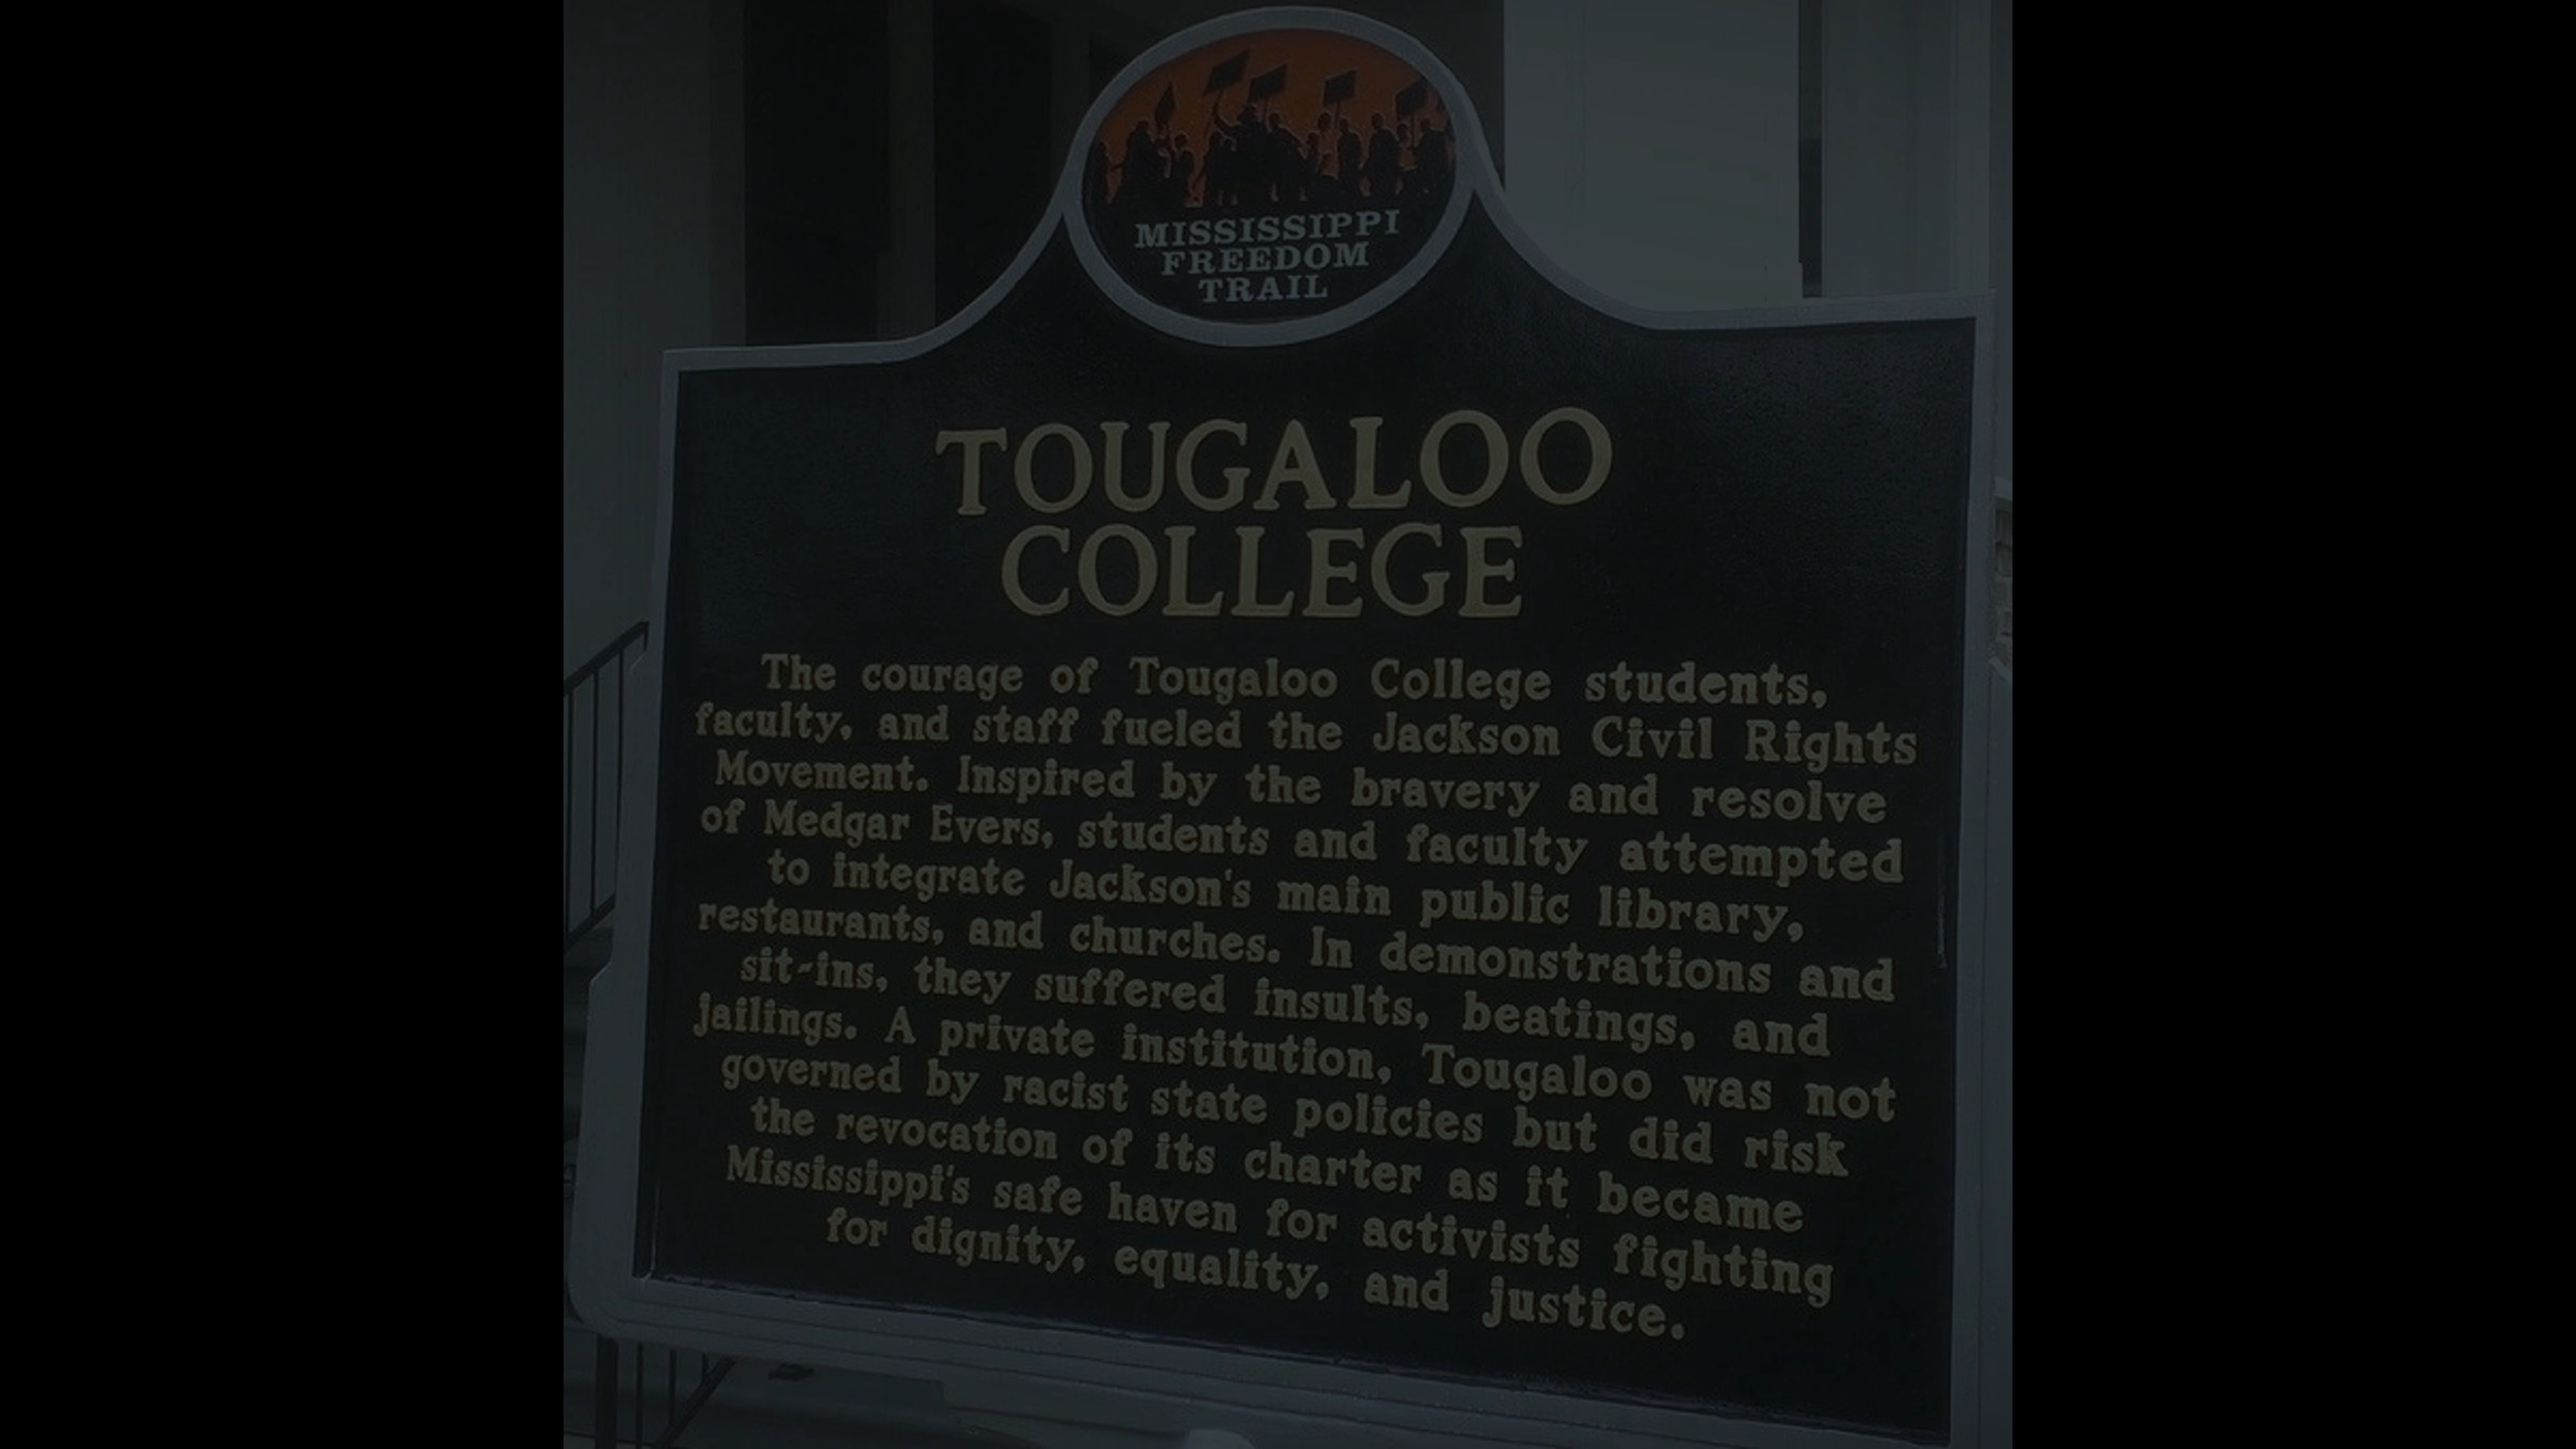 MISSISSIPPI
FREEDOM
TRAIL
TOUGALOO
COLLEGE
The courage of Tougaloo College students,
faculty, and staff fueled the Jackson Civil Rights
Movement. Inspired by the bravery and resolve
of Medgar Evers, students and faculty attempted
to integrate Jackson's main public library,
restaurants, and churches. In demonstrations and
sit-ins, they suffered insults, beatings, and
jailings. A private institution, Tougaloo was not
governed by racist state policies but did risk
the revocation of its charter as it became
Mississippi's safe haven for activists fighting
for dignity, equality, and justice.